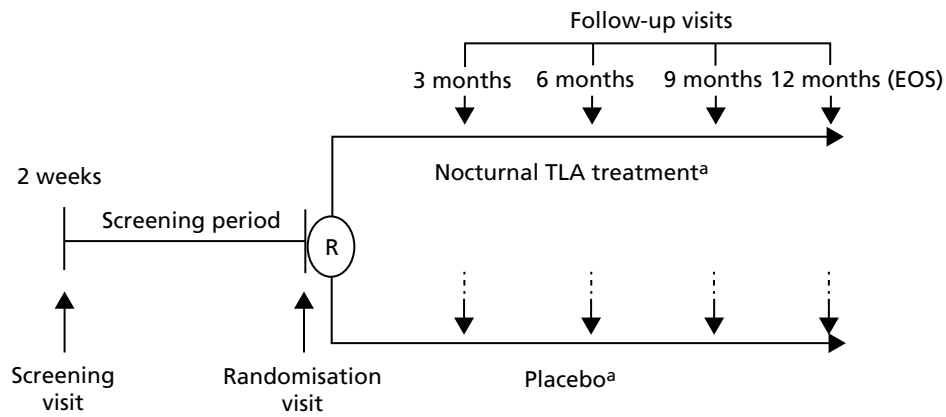 Follow-up visits
3 months 6 months 9 months 12 months (EOS)
Nocturnal TLA treatmentª
2 weeks
Screening period
R
Screening
visit
Randomisation
visit
Placeboª